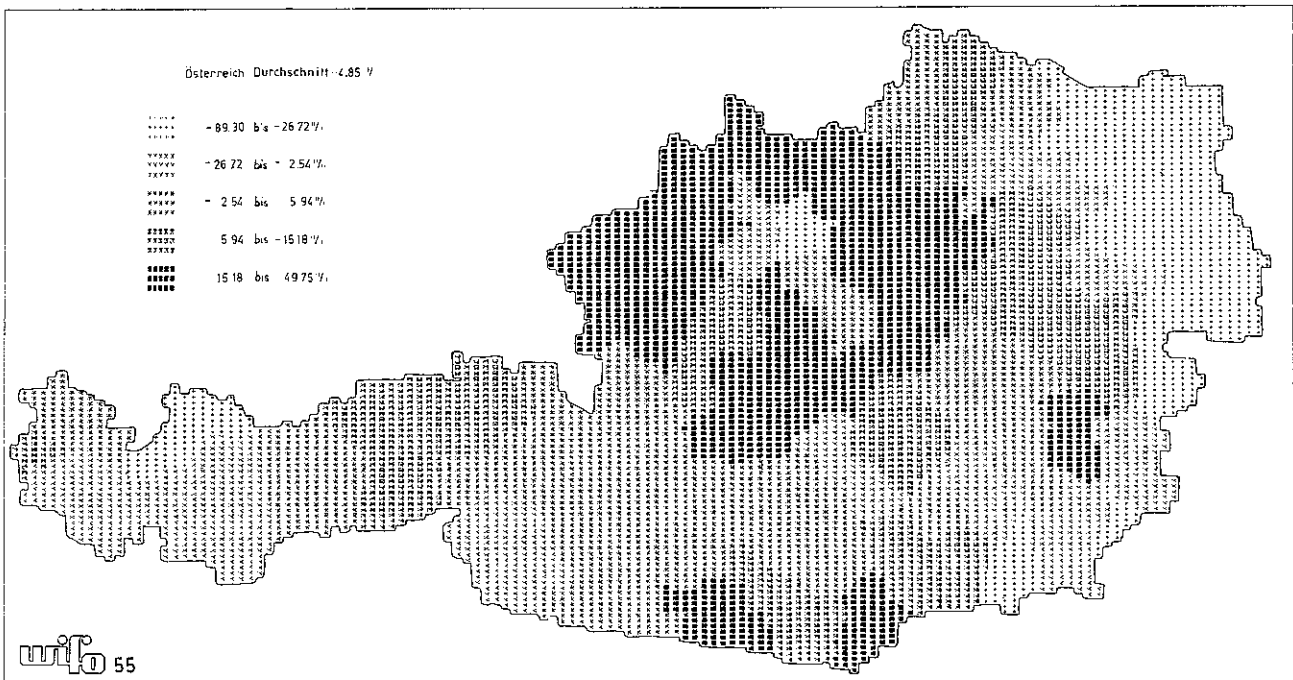 Österreich Durchschnitt -4.85 %
-89.30 bis -26.72 %
-26.72 bis - 2.54 %
- 2.54 bis 5.94 %
5.94 bis -15.18 %
15.18 bis 49.75 %
wifo 55